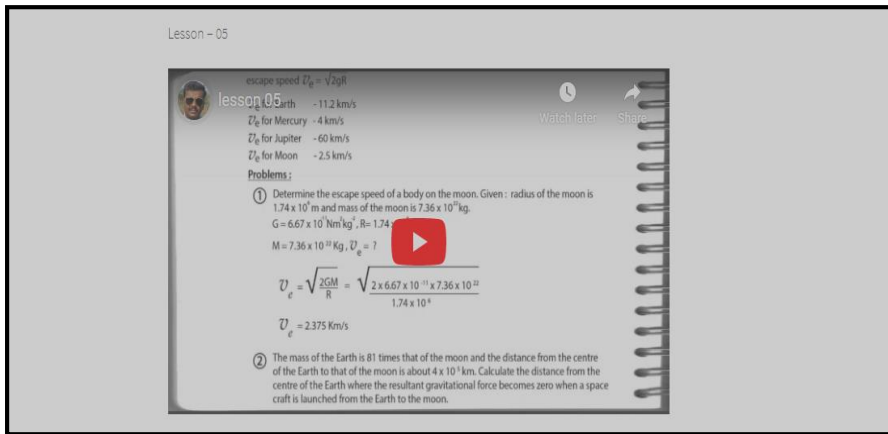 Lesson – 05
escape speed 𝒱e = √2gR
lesson 05
𝒱e for Earth - 11.2 km/s
Watch later Share
𝒱e for Mercury - 4 km/s
𝒱e for Jupiter - 60 km/s
𝒱e for Moon - 2.5 km/s
Problems :
1 Determine the escape speed of a body on the moon. Given : radius of the moon is
1.74 x 10⁶ m and mass of the moon is 7.36 x 10²² kg.
G = 6.67 x 10 Nm²kg, R= 1.74
M = 7.36 x 10²² Kg , 𝒱e = ?
𝒱e = √2GM/R = √2 x 6.67 x 10⁻¹¹ x 7.36 x 10²²/1.74 x 10⁶
𝒱e = 2.375 Km/s
2 The mass of the Earth is 81 times that of the moon and the distance from the centre
of the Earth to that of the moon is about 4 x 10⁵ km. Calculate the distance from the
centre of the Earth where the resultant gravitational force becomes zero when a space
craft is launched from the Earth to the moon.